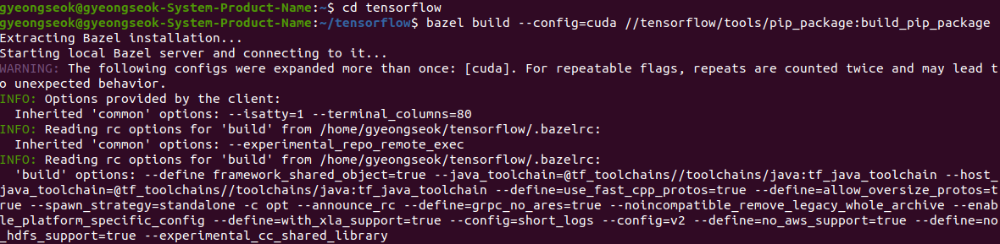 gyeongseok@gyeongseok-System-Product-Name:~$ cd tensorflow
gyeongseok@gyeongseok-System-Product-Name:~/tensorflow$ bazel build --config=cuda //tensorflow/tools/pip_package:build_pip_package
Extracting Bazel installation...
Starting local Bazel server and connecting to it...
WARNING: The following configs were expanded more than once: [cuda]. For repeatable flags, repeats are counted twice and may lead t
o unexpected behavior.
INFO: Options provided by the client:
  Inherited 'common' options: --isatty=1 --terminal_columns=80
INFO: Reading rc options for 'build' from /home/gyeongseok/tensorflow/.bazelrc:
  Inherited 'common' options: --experimental_repo_remote_exec
INFO: Reading rc options for 'build' from /home/gyeongseok/tensorflow/.bazelrc:
  'build' options: --define framework_shared_object=true --java_toolchain=@tf_toolchains//toolchains/java:tf_java_toolchain --host_
java_toolchain=@tf_toolchains//toolchains/java:tf_java_toolchain --define=use_fast_cpp_protos=true --define=allow_oversize_protos=t
rue --spawn_strategy=standalone -c opt --announce_rc --define=grpc_no_ares=true --noincompatible_remove_legacy_whole_archive --enab
le_platform_specific_config --define=with_xla_support=true --config=short_logs --config=v2 --define=no_aws_support=true --define=no
_hdfs_support=true --experimental_cc_shared_library